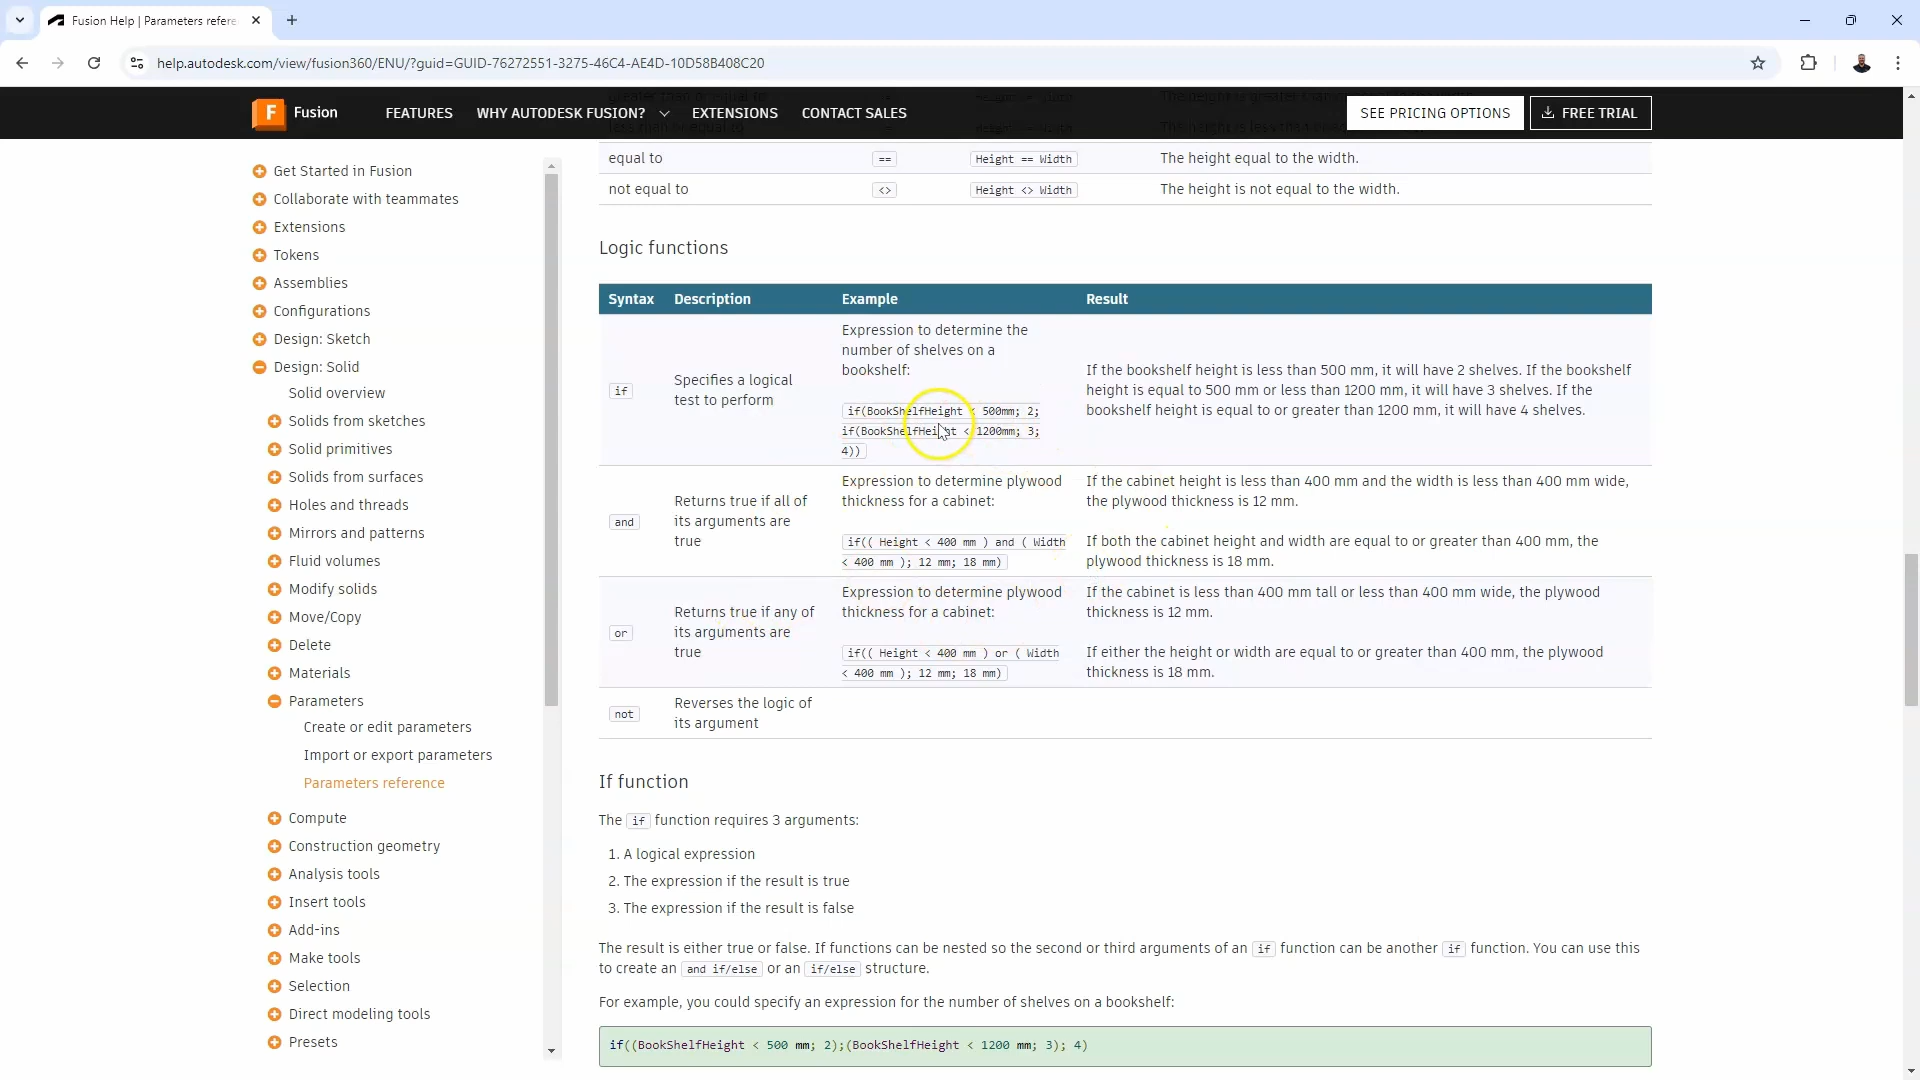 Fusion Help | Parameters refere
help.autodesk.com/view/fusion360/ENU/?guid=GUID-76272551-3275-46C4-AE4D-10D58B408C20
F Fusion
FEATURES
WHY AUTODESK FUSION?
EXTENSIONS
CONTACT SALES
SEE PRICING OPTIONS
FREE TRIAL
Get Started in Fusion
Collaborate with teammates
Extensions
Tokens
Assemblies
Configurations
Design: Sketch
Design: Solid
Solid overview
Solids from sketches
Solid primitives
Solids from surfaces
Holes and threads
Mirrors and patterns
Fluid volumes
Modify solids
Move/Copy
Delete
Materials
Parameters
Create or edit parameters
Import or export parameters
Parameters reference
Compute
Construction geometry
Analysis tools
Insert tools
Add-ins
Make tools
Selection
Direct modeling tools
Presets
equal to == Height == Width The height equal to the width.
not equal to <> Height <> Width The height is not equal to the width.
Logic functions
Syntax Description Example Result
if
Specifies a logical
test to perform
Expression to determine the
number of shelves on a
bookshelf:
if(BookShelfHeight < 500mm; 2;
if(BookShelfHeight < 1200mm; 3;
4))
If the bookshelf height is less than 500 mm, it will have 2 shelves. If the bookshelf
height is equal to 500 mm or less than 1200 mm, it will have 3 shelves. If the
bookshelf height is equal to or greater than 1200 mm, it will have 4 shelves.
and
Returns true if all of
its arguments are
true
Expression to determine plywood
thickness for a cabinet:
if(( Height < 400 mm ) and ( Width
< 400 mm ); 12 mm; 18 mm)
If the cabinet height is less than 400 mm and the width is less than 400 mm wide,
the plywood thickness is 12 mm.
If both the cabinet height and width are equal to or greater than 400 mm, the
plywood thickness is 18 mm.
or
Returns true if any of
its arguments are
true
Expression to determine plywood
thickness for a cabinet:
if(( Height < 400 mm ) or ( Width
< 400 mm ); 12 mm; 18 mm)
If the cabinet is less than 400 mm tall or less than 400 mm wide, the plywood
thickness is 12 mm.
If either the height or width are equal to or greater than 400 mm, the plywood
thickness is 18 mm.
not
Reverses the logic of
its argument
If function
The if function requires 3 arguments:
1. A logical expression
2. The expression if the result is true
3. The expression if the result is false
The result is either true or false. If functions can be nested so the second or third arguments of an if function can be another if function. You can use this
to create an and if/else or an if/else structure.
For example, you could specify an expression for the number of shelves on a bookshelf:
if((BookShelfHeight < 500 mm; 2);(BookShelfHeight < 1200 mm; 3); 4)